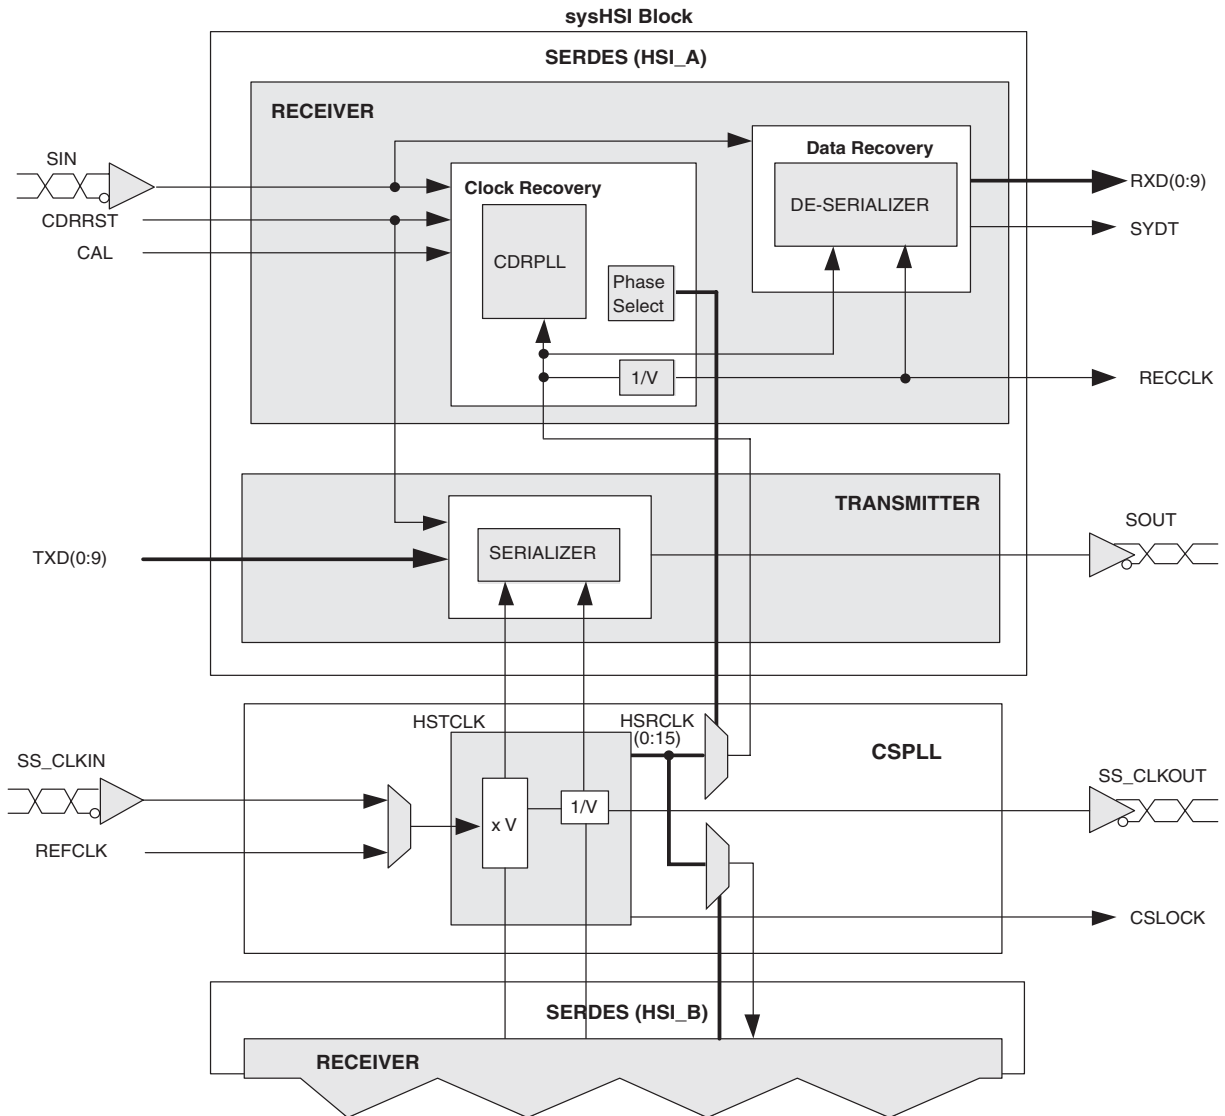 sysHSI Block
SERDES (HSI_A)
RECEIVER
SIN
CDRRST
CAL
Clock Recovery
CDRPLL
Phase
Select
1/V
Data Recovery
DE-SERIALIZER
RXD(0:9)
SYDT
RECCLK
TRANSMITTER
TXD(0:9)
SERIALIZER
SOUT
HSTCLK
HSRCLK
(0:15)
CSPLL
SS_CLKIN
REFCLK
x V
1/V
SS_CLKOUT
CSLOCK
SERDES (HSI_B)
RECEIVER